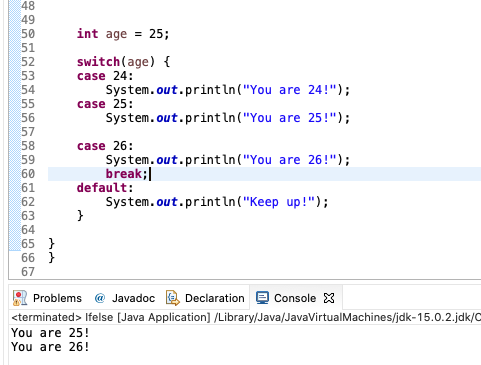 48
49
50 int age = 25;
51
52 switch(age) {
53 case 24:
54 System.out.println("You are 24!");
55 case 25:
56 System.out.println("You are 25!");
57
58 case 26:
59 System.out.println("You are 26!");
60 break;
61 default:
62 System.out.println("Keep up!");
63 }
64
65 }
66 }
67
Problems @ Javadoc Declaration Console
<terminated> Ifelse [Java Application] /Library/Java/JavaVirtualMachines/jdk-15.0.2.jdk/C
You are 25!
You are 26!